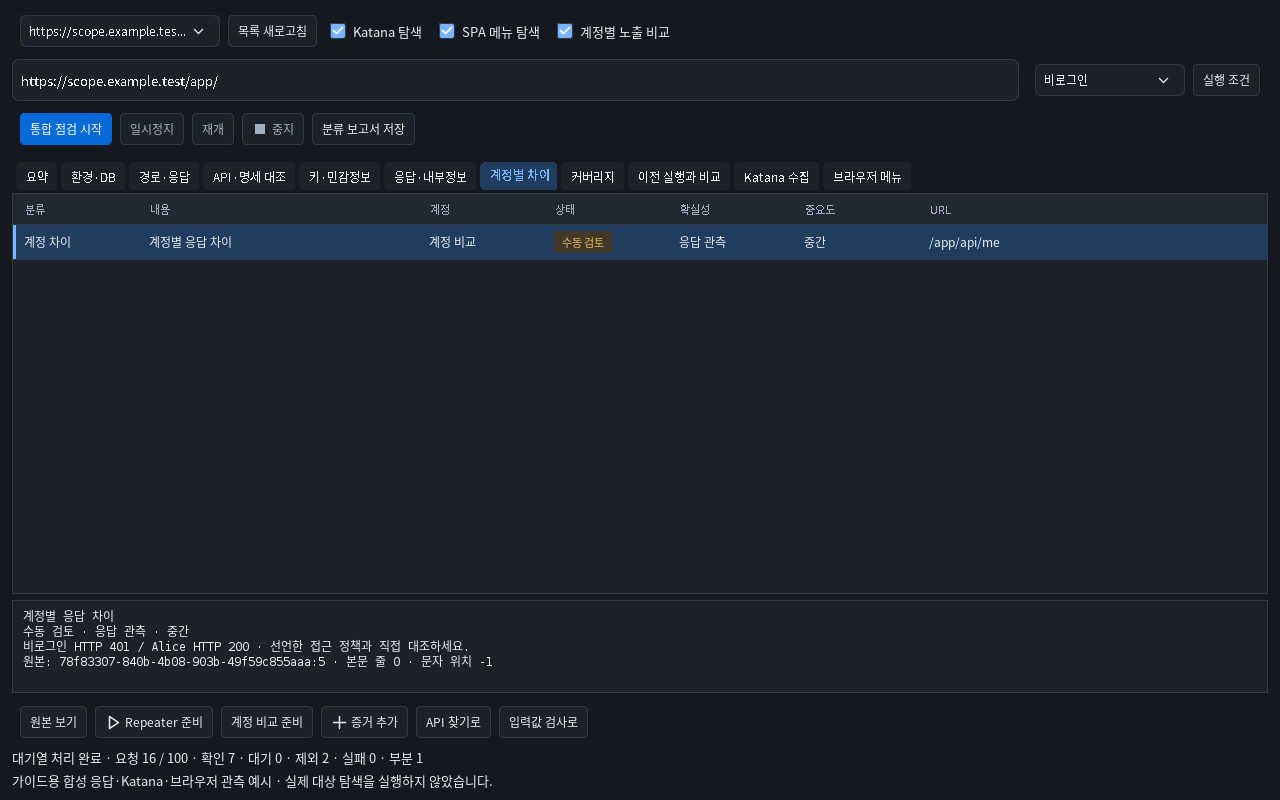 https://scope.example.tes... 목록 새로고침 Katana 탐색 SPA 메뉴 탐색 계정별 노출 비교
https://scope.example.test/app/ 비로그인 실행 조건
통합 점검 시작 일시정지 재개 중지 분류 보고서 저장
요약 환경·DB 경로·응답 API·명세 대조 키·민감정보 응답·내부정보 계정별 차이 커버리지 이전 실행과 비교 Katana 수집 브라우저 메뉴
분류 내용 계정 상태 확실성 중요도 URL
계정 차이 계정별 응답 차이 계정 비교 수동 검토 응답 관측 중간 /app/api/me
계정별 응답 차이
수동 검토 · 응답 관측 · 중간
비로그인 HTTP 401 / Alice HTTP 200 · 선언한 접근 정책과 직접 대조하세요.
원본: 78f83307-840b-4b08-903b-49f59c855aaa:5 · 본문 줄 0 · 문자 위치 -1
원본 보기 Repeater 준비 계정 비교 준비 증거 추가 API 찾기로 입력값 검사로
대기열 처리 완료 · 요청 16 / 100 · 확인 7 · 대기 0 · 제외 2 · 실패 0 · 부분 1
가이드용 합성 응답·Katana·브라우저 관측 예시 · 실제 대상 탐색을 실행하지 않았습니다.